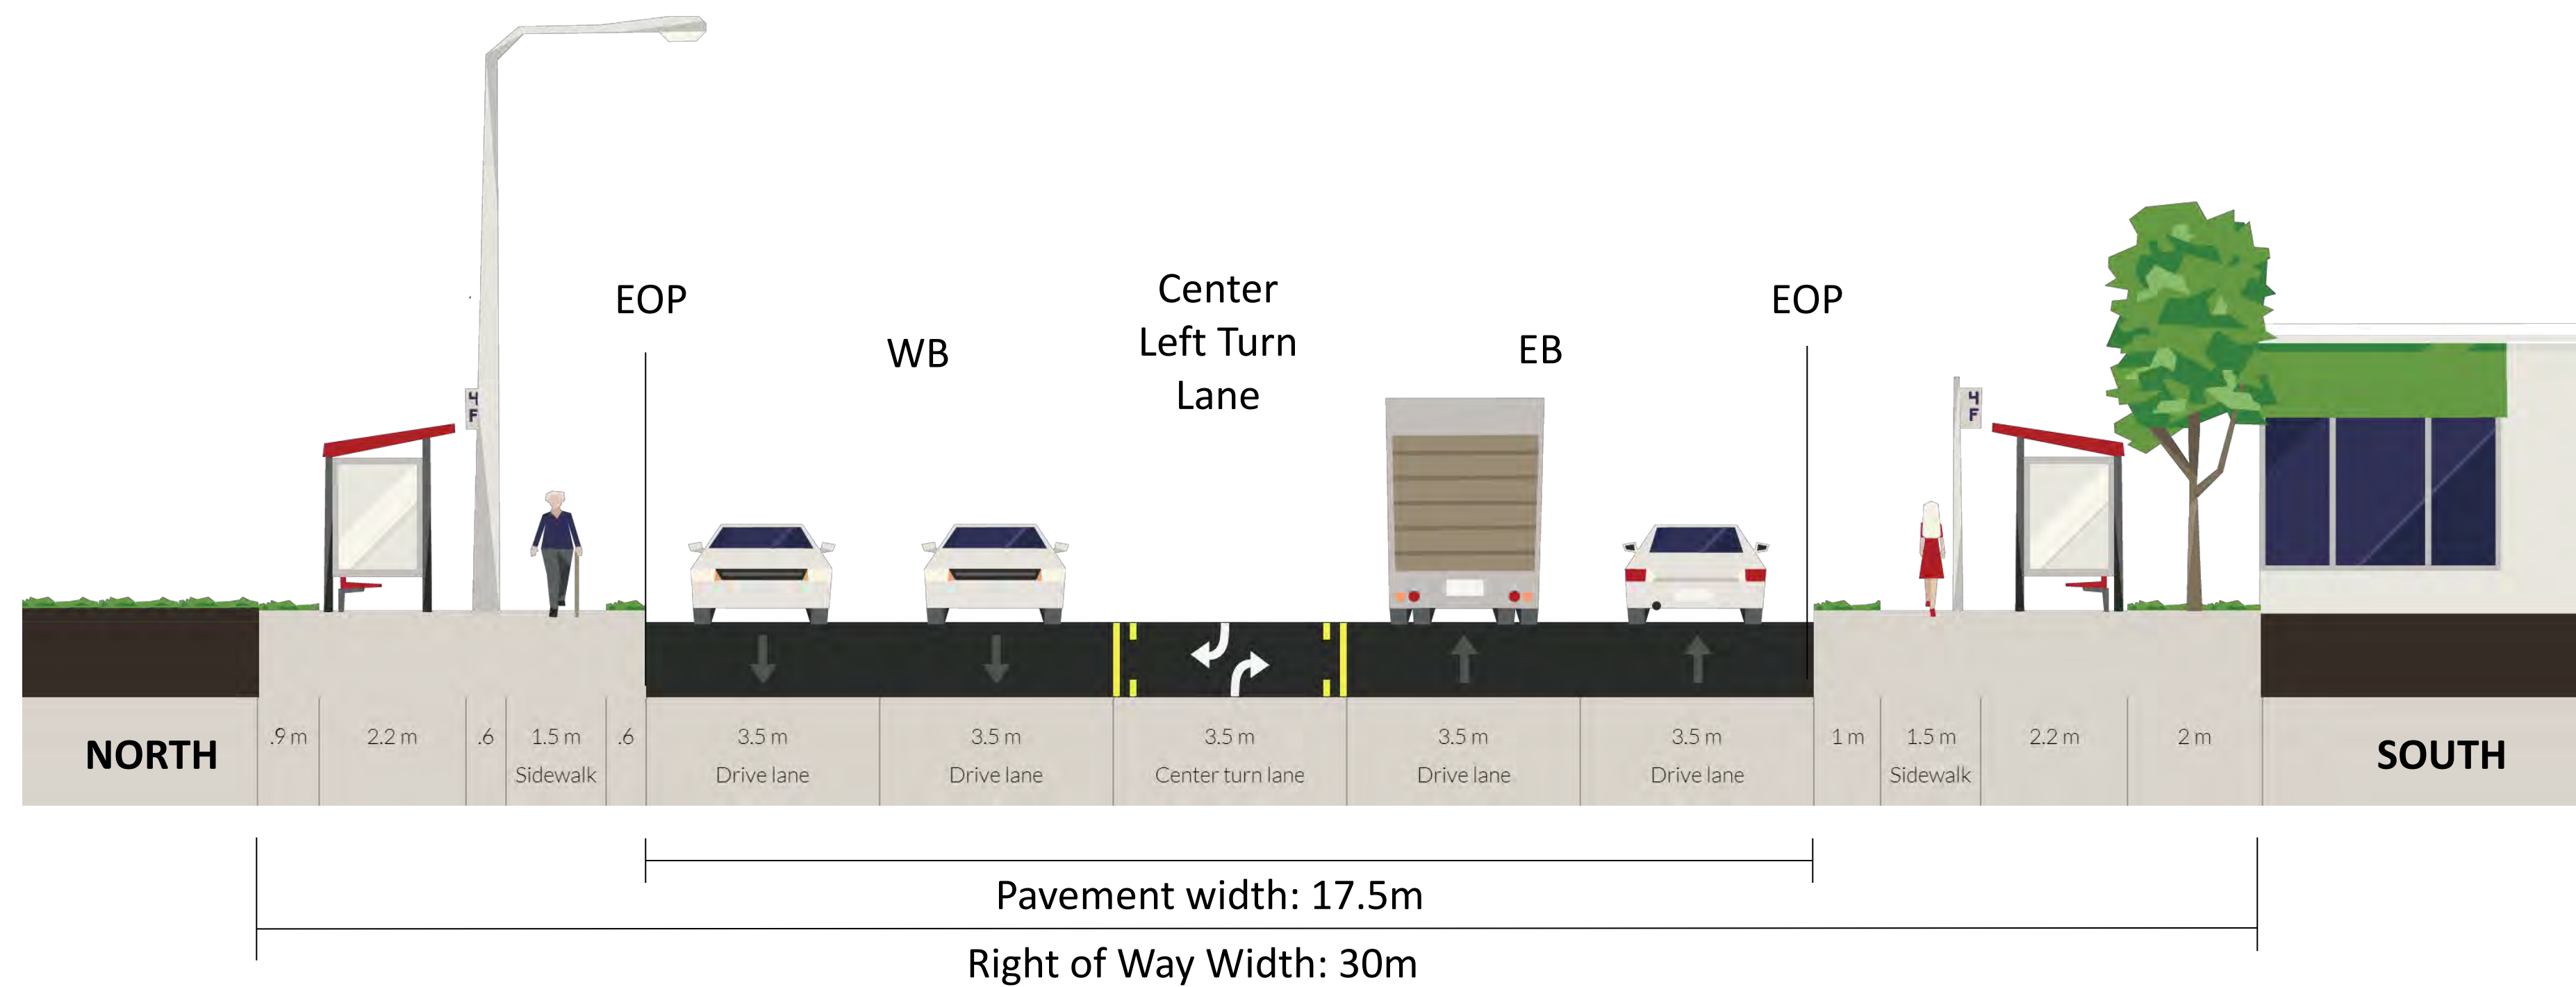 EOP
WB
Center
Left Turn
Lane
EB
EOP
4
F
4
F
NORTH
.9 m
2.2 m
.6
1.5 m
Sidewalk
.6
3.5 m
Drive lane
3.5 m
Drive lane
3.5 m
Center turn lane
3.5 m
Drive lane
3.5 m
Drive lane
1 m
1.5 m
Sidewalk
2.2 m
2 m
SOUTH
Pavement width: 17.5m
Right of Way Width: 30m